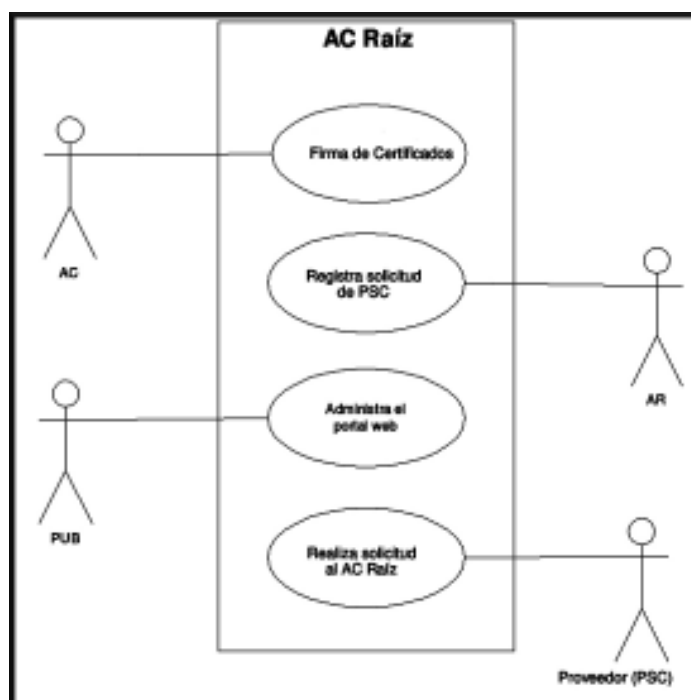 AC Raíz
Firma de Certificados
AC
Registra solicitud
de PSC
AR
Administra el
portal web
PUB
Realiza solicitud
al AC Raíz
Proveedor (PSC)